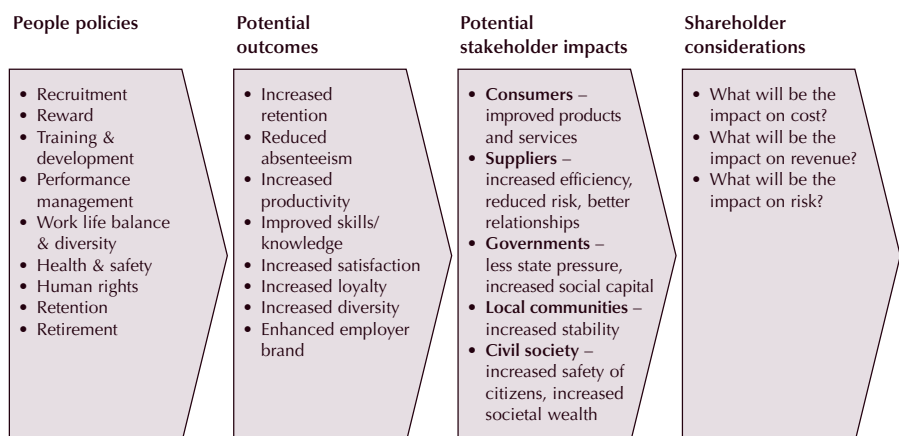 People policies
• Recruitment
• Reward
• Training &
development
• Performance
management
• Work life balance
& diversity
• Health & safety
• Human rights
• Retention
• Retirement
Potential
outcomes
• Increased
retention
• Reduced
absenteeism
• Increased
productivity
• Improved skills/
knowledge
• Increased satisfaction
• Increased loyalty
• Increased diversity
• Enhanced employer
brand
Potential
stakeholder impacts
• Consumers –
improved products
and services
• Suppliers –
increased efficiency,
reduced risk, better
relationships
• Governments –
less state pressure,
increased social capital
• Local communities –
increased stability
• Civil society –
increased safety of
citizens, increased
societal wealth
Shareholder
considerations
• What will be the
impact on cost?
• What will be the
impact on revenue?
• What will be the
impact on risk?